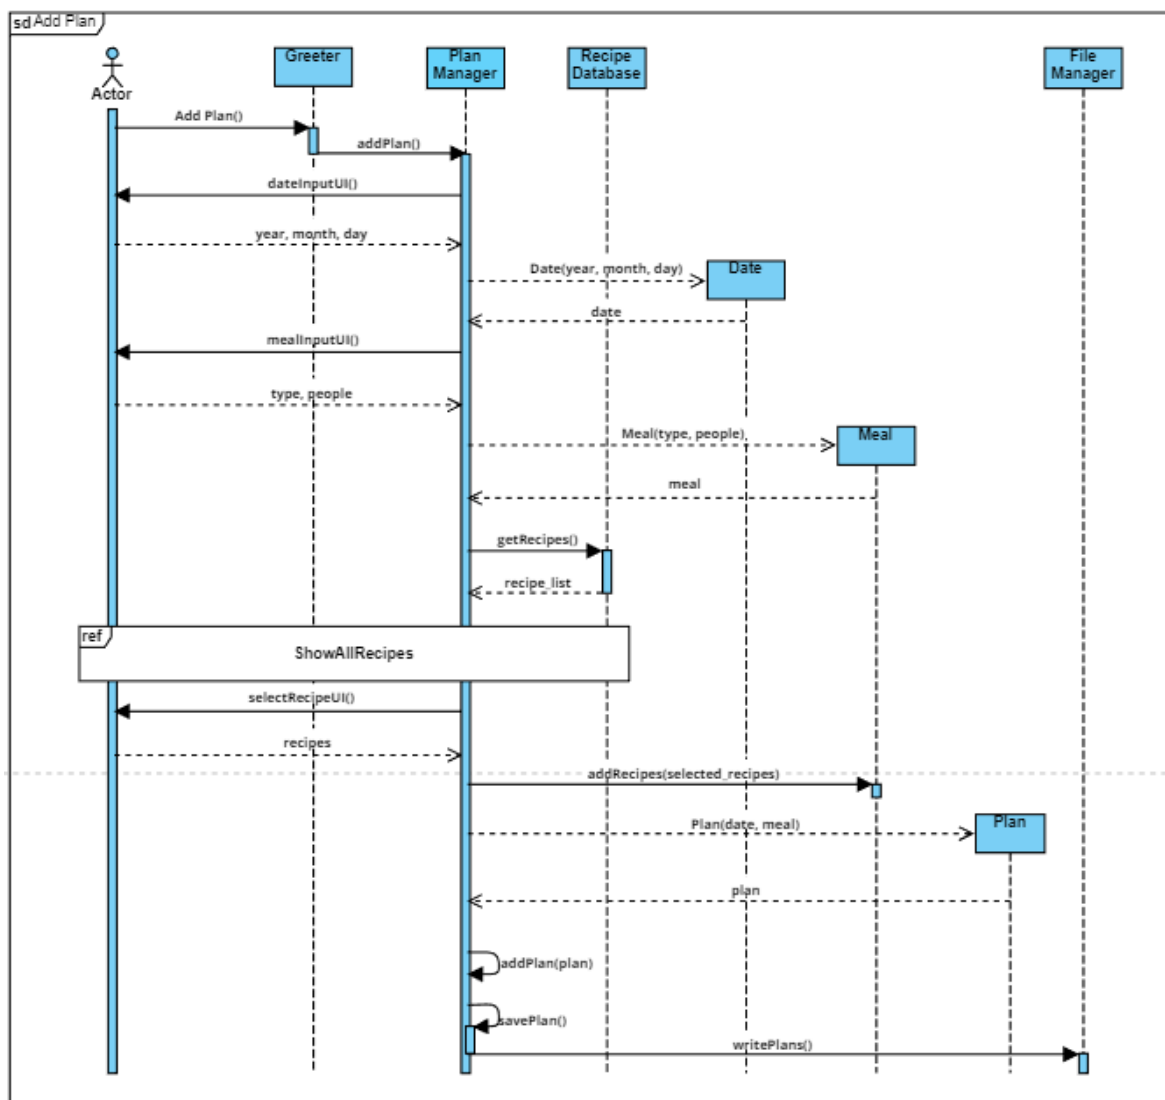 sd Add Plan
Actor
Greeter
Plan
Manager
Recipe
Database
File
Manager
Add Plan()
addPlan()
dateInputUI()
year, month, day
Date(year, month, day)
Date
date
mealInputUI()
type, people
Meal(type, people)
Meal
meal
getRecipes()
recipe_list
ref
ShowAllRecipes
selectRecipeUI()
recipes
addRecipes(selected_recipes)
Plan(date, meal)
Plan
plan
addPlan(plan)
savePlan()
writePlans()